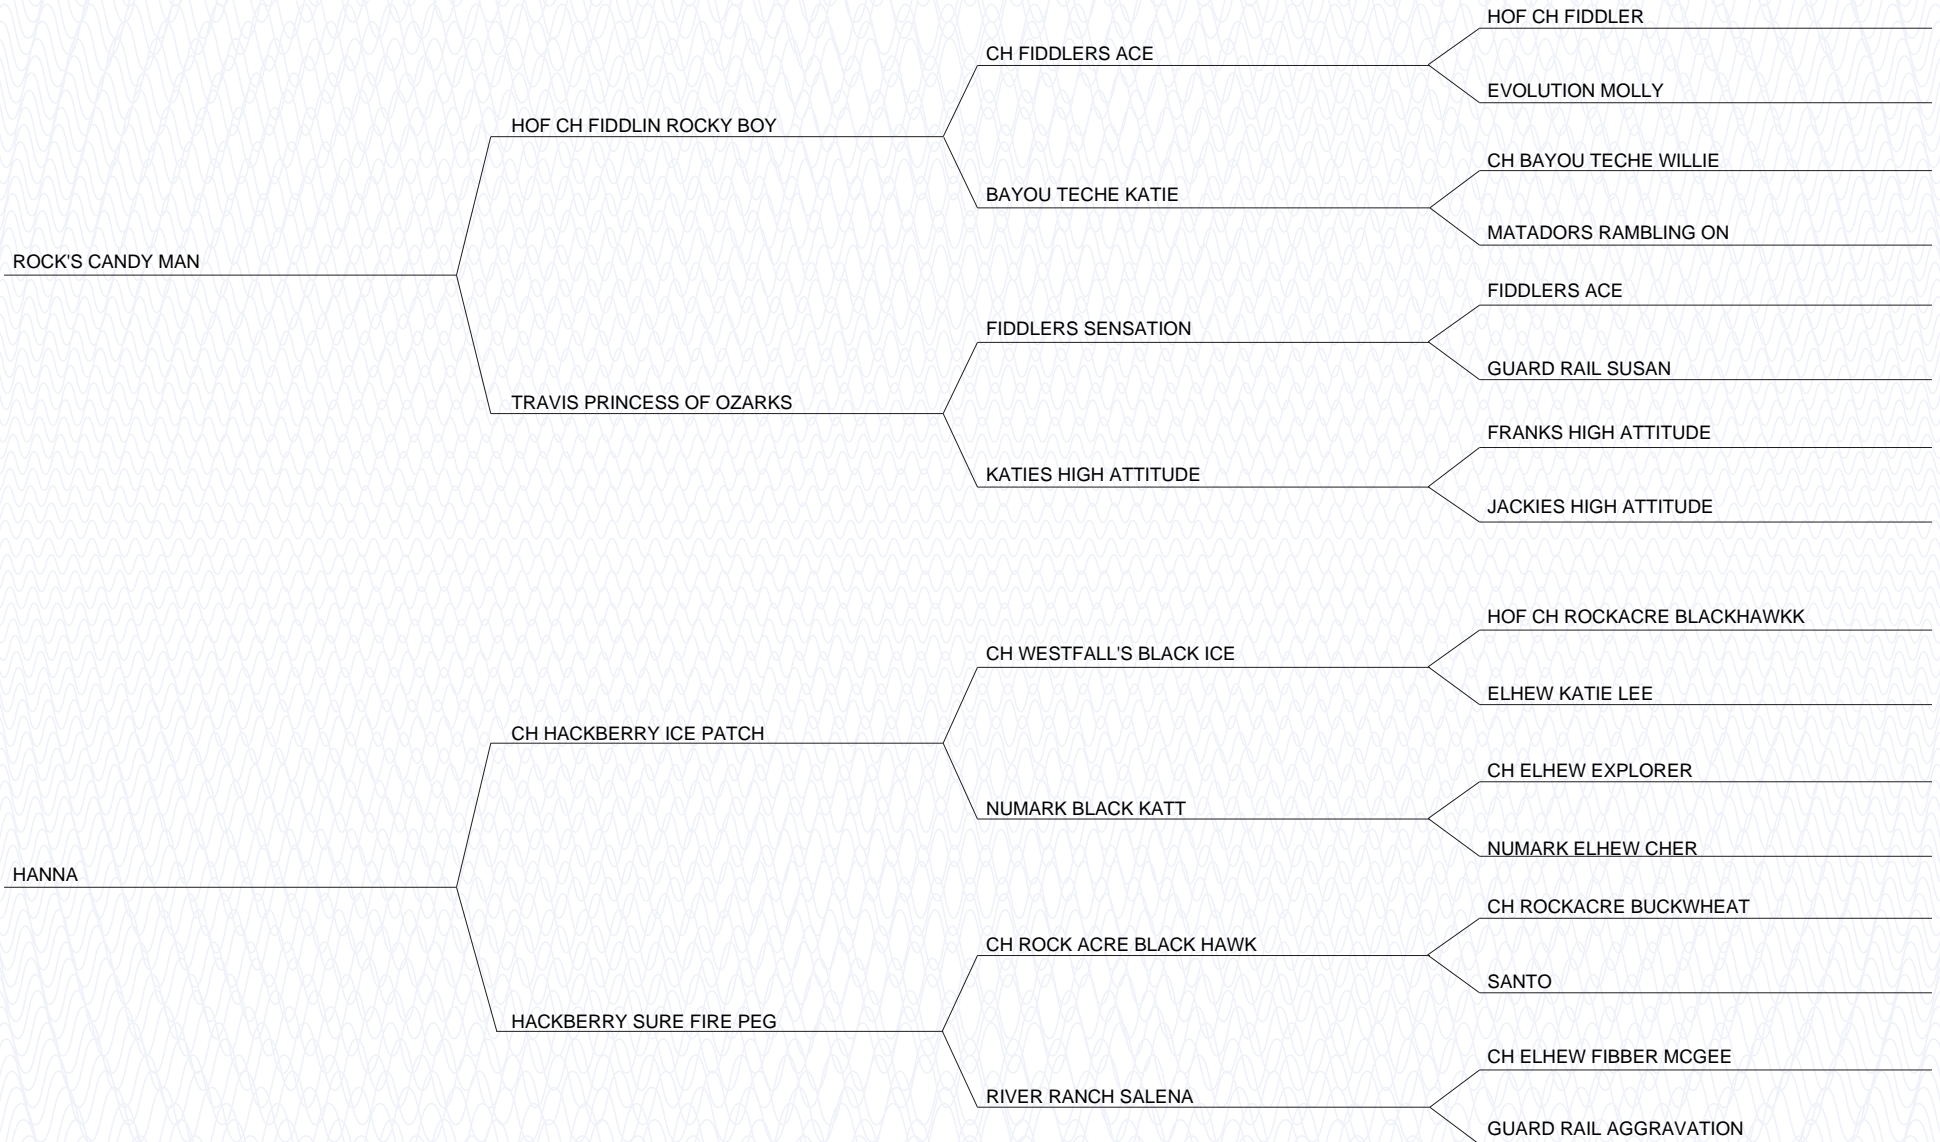 HOF CH FIDDLER
CH FIDDLERS ACE
EVOLUTION MOLLY
HOF CH FIDDLIN ROCKY BOY
CH BAYOU TECHE WILLIE
BAYOU TECHE KATIE
MATADORS RAMBLING ON
ROCK'S CANDY MAN
FIDDLERS ACE
FIDDLERS SENSATION
GUARD RAIL SUSAN
TRAVIS PRINCESS OF OZARKS
FRANKS HIGH ATTITUDE
KATIES HIGH ATTITUDE
JACKIES HIGH ATTITUDE
HOF CH ROCKACRE BLACKHAWKK
CH WESTFALL'S BLACK ICE
ELHEW KATIE LEE
CH HACKBERRY ICE PATCH
CH ELHEW EXPLORER
NUMARK BLACK KATT
NUMARK ELHEW CHER
HANNA
CH ROCKACRE BUCKWHEAT
CH ROCK ACRE BLACK HAWK
SANTO
HACKBERRY SURE FIRE PEG
CH ELHEW FIBBER MCGEE
RIVER RANCH SALENA
GUARD RAIL AGGRAVATION